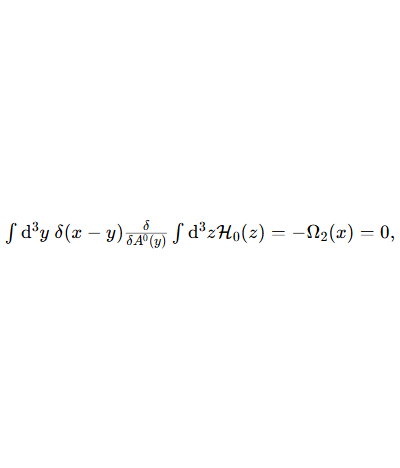 ∫ d³y δ(x − y) δ/δA⁰(y) ∫ d³z𝓗₀(z) = −Ω₂(x) = 0,